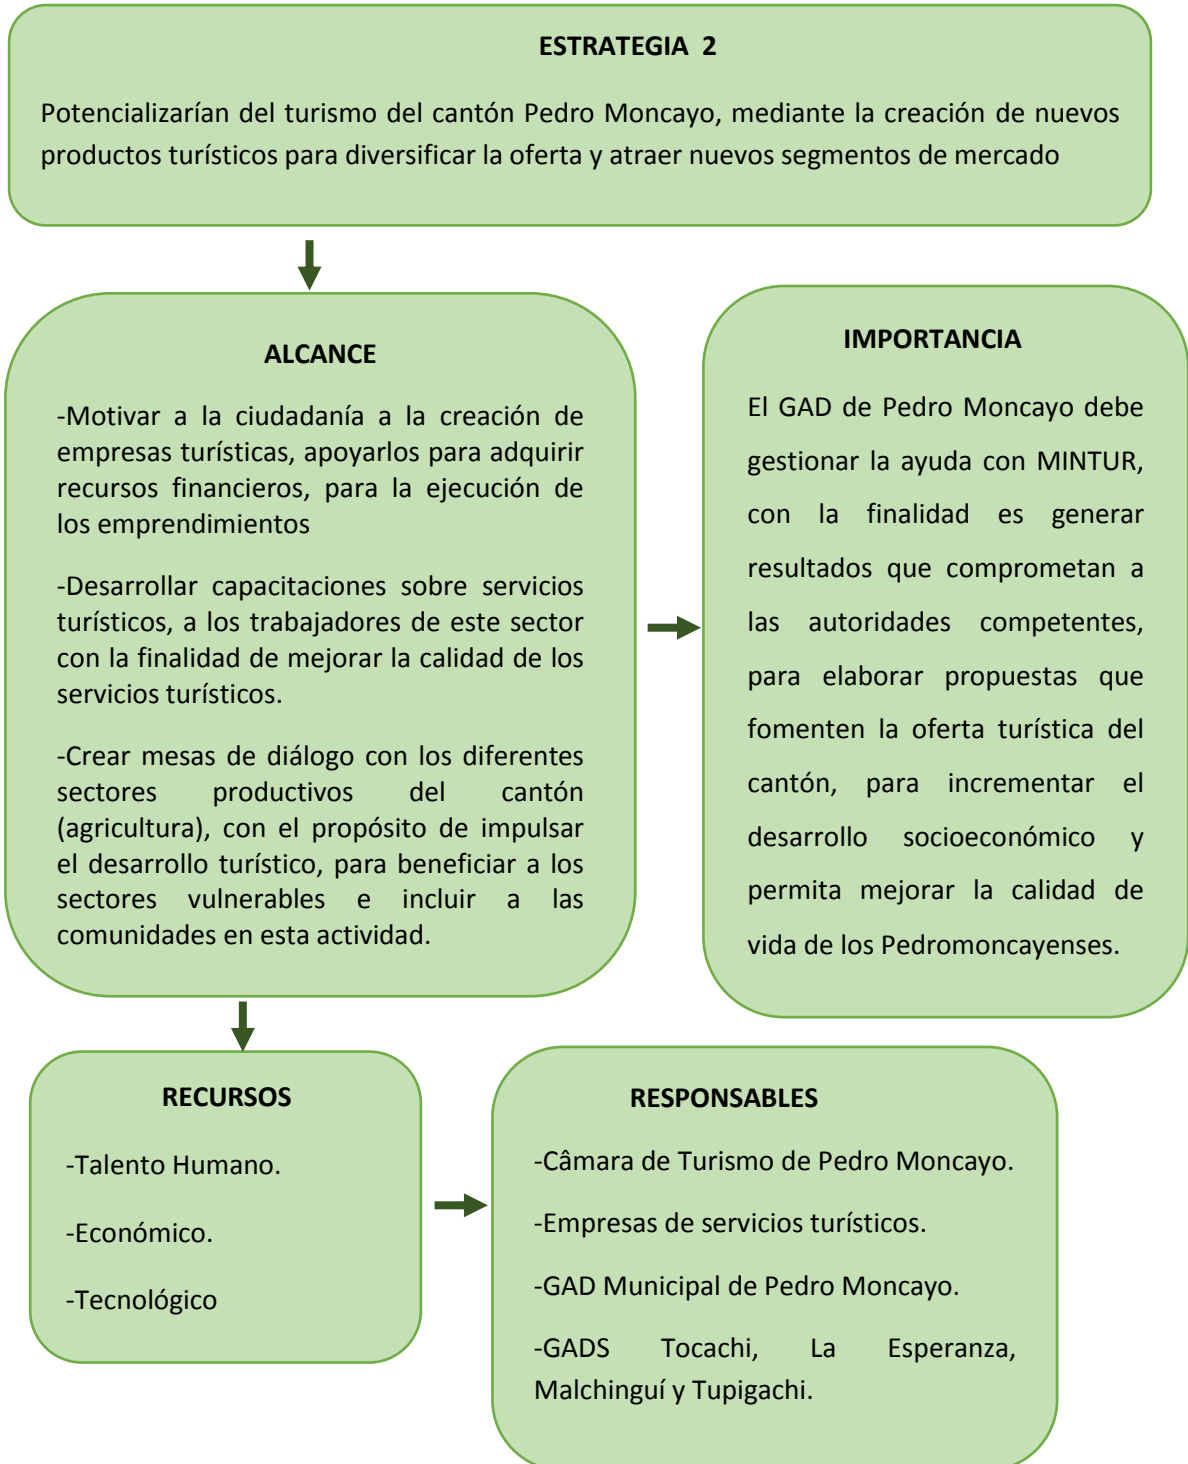 ESTRATEGIA 2
Potencializarían del turismo del cantón Pedro Moncayo, mediante la creación de nuevos
productos turísticos para diversificar la oferta y atraer nuevos segmentos de mercado
ALCANCE
-Motivar a la ciudadanía a la creación de
empresas turísticas, apoyarlos para adquirir
recursos financieros, para la ejecución de
los emprendimientos
-Desarrollar capacitaciones sobre servicios
turísticos, a los trabajadores de este sector
con la finalidad de mejorar la calidad de los
servicios turísticos.
-Crear mesas de diálogo con los diferentes
sectores productivos del cantón
(agricultura), con el propósito de impulsar
el desarrollo turístico, para beneficiar a los
sectores vulnerables e incluir a las
comunidades en esta actividad.
IMPORTANCIA
El GAD de Pedro Moncayo debe
gestionar la ayuda con MINTUR,
con la finalidad es generar
resultados que comprometan a
las autoridades competentes,
para elaborar propuestas que
fomenten la oferta turística del
cantón, para incrementar el
desarrollo socioeconómico y
permita mejorar la calidad de
vida de los Pedromoncayenses.
RECURSOS
-Talento Humano.
-Económico.
-Tecnológico
RESPONSABLES
-Câmara de Turismo de Pedro Moncayo.
-Empresas de servicios turísticos.
-GAD Municipal de Pedro Moncayo.
-GADS Tocachi, La Esperanza,
Malchinguí y Tupigachi.